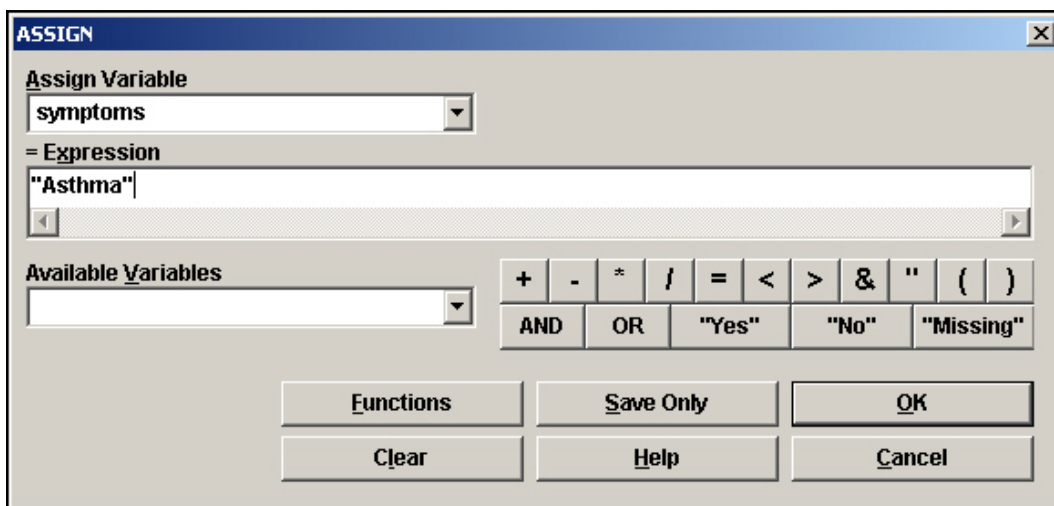 ASSIGN
Assign Variable
symptoms
= Expression
"Asthma"
Available Variables
+ - * / = < > & " ( )
AND OR "Yes" "No" "Missing"
Functions Save Only OK
Clear Help Cancel